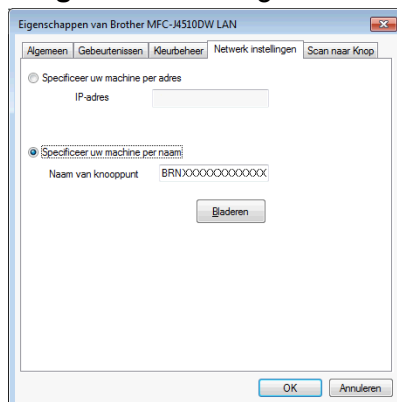 Eigenschappen van Brother MFC-J4510DW LAN
Algemeen Gebeurtenissen Kleurbeheer Netwerk instellingen Scan naar Knop
Specificeer uw machine per adres
IP-adres
Specificeer uw machine per naam
Naam van knooppunt BRNXXXXXXXXXXXX
Bladeren
OK Annuleren